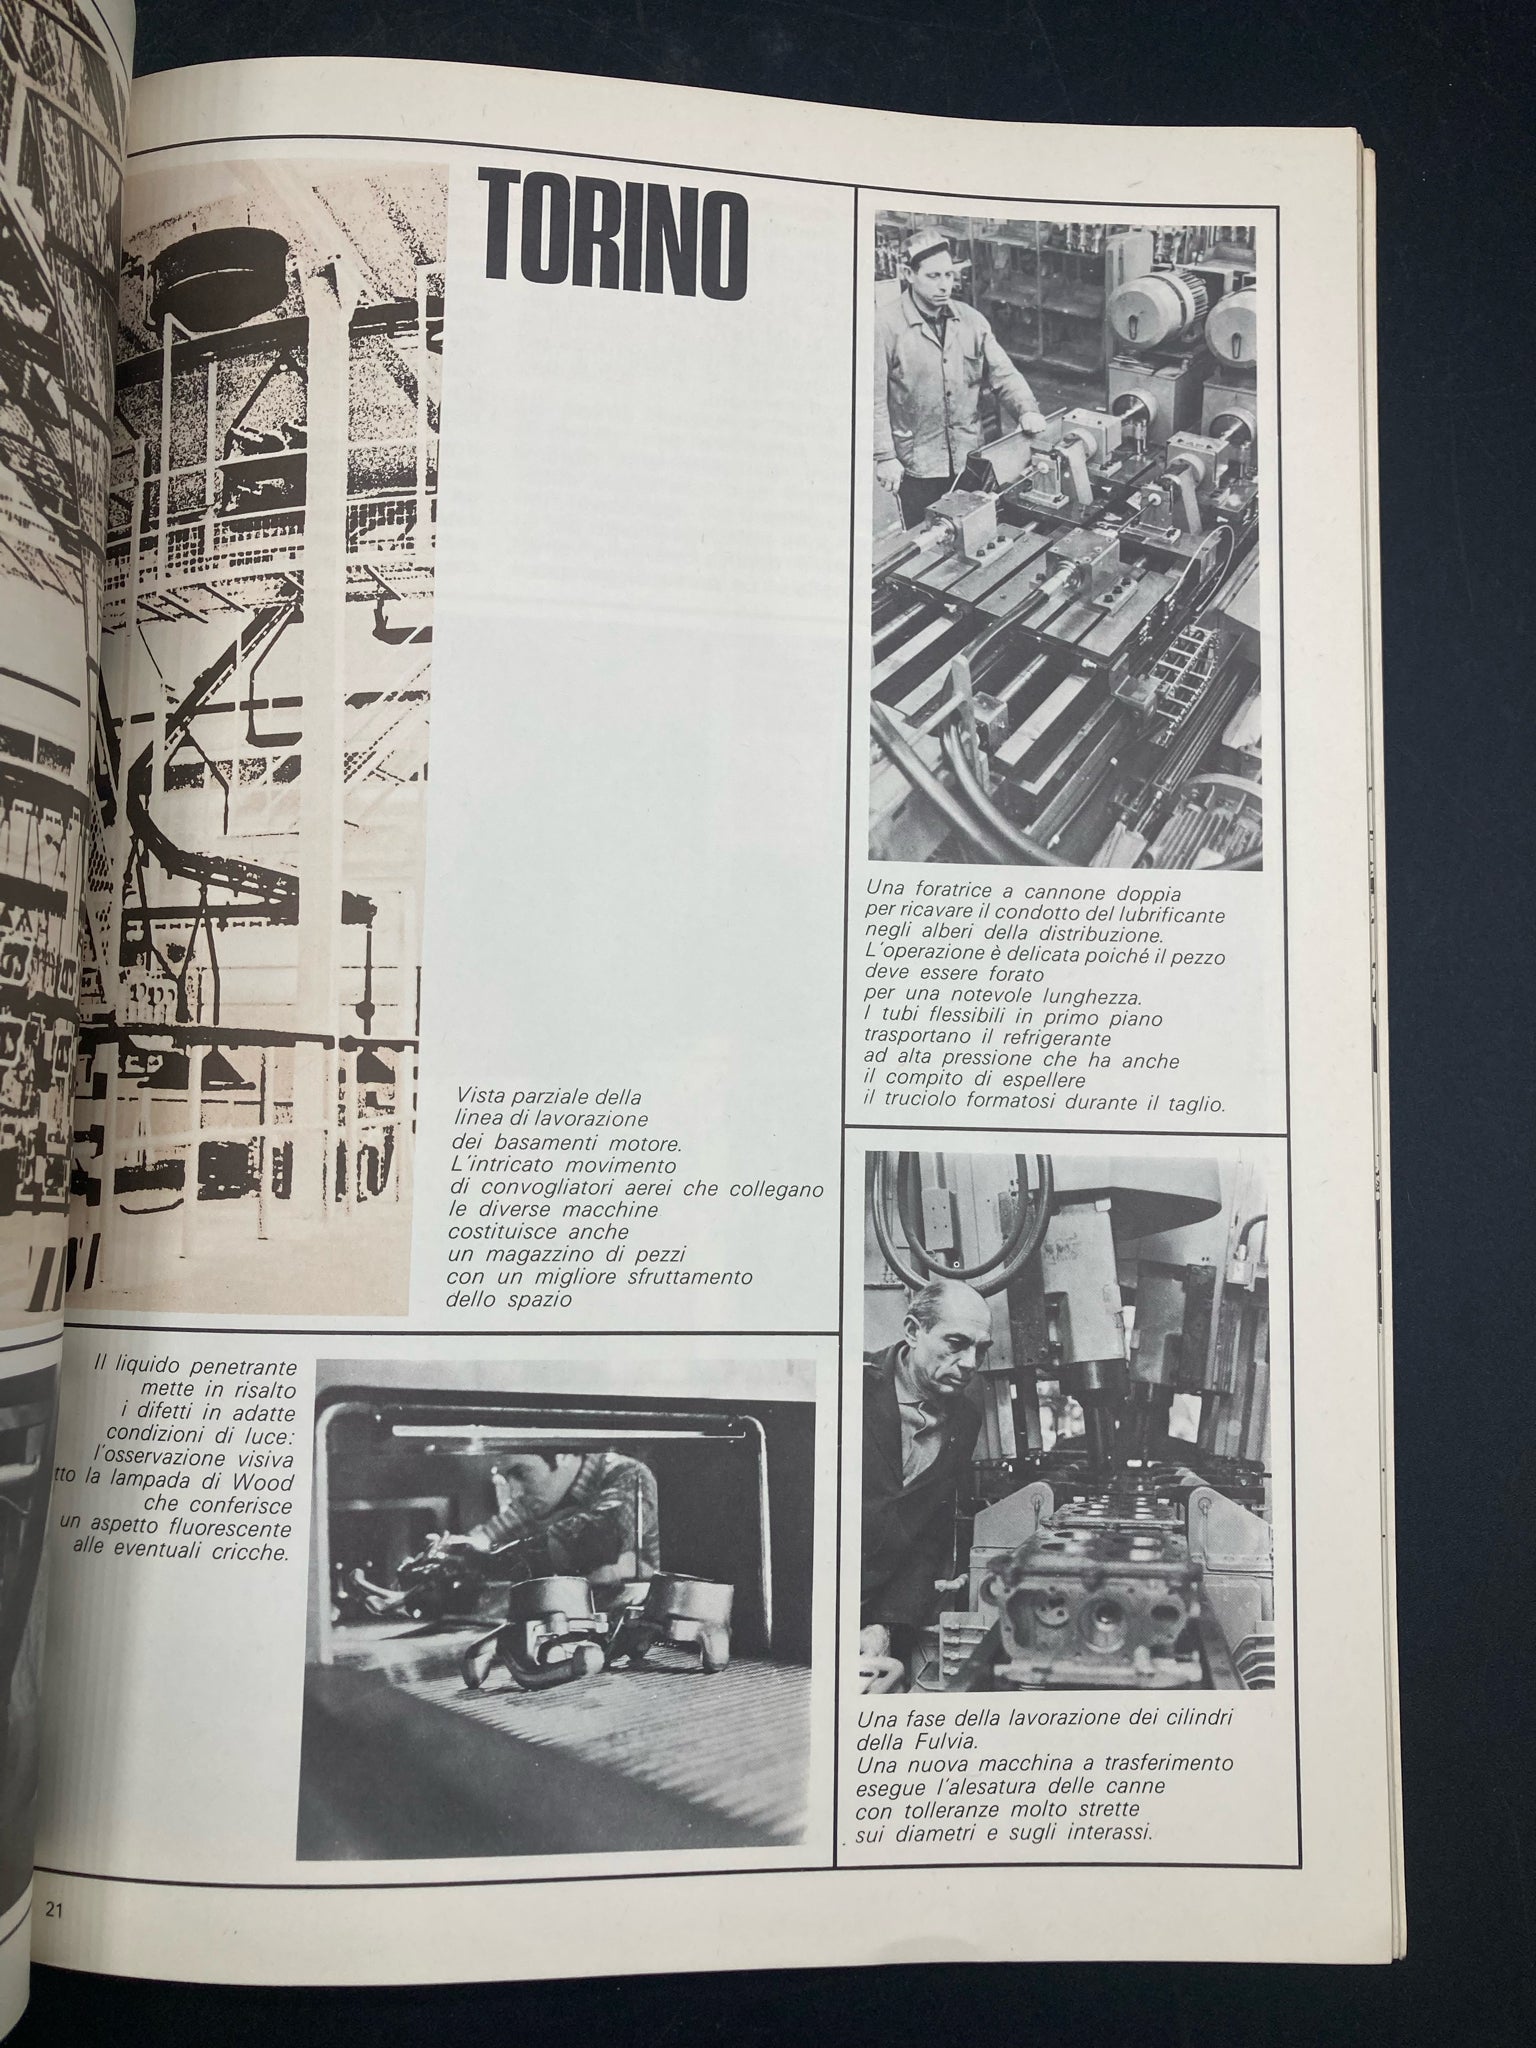 TORINO
Vista parziale della
linea di lavorazione
dei basamenti motore.
L'intricato movimento
di convogliatori aerei che collegano
le diverse macchine
costituisce anche
un magazzino di pezzi
con un migliore sfruttamento
dello spazio
Il liquido penetrante
mette in risalto
i difetti in adatte
condizioni di luce:
l'osservazione visiva
tto la lampada di Wood
che conferisce
un aspetto fluorescente
alle eventuali cricche.
Una foratrice a cannone doppia
per ricavare il condotto del lubrificante
negli alberi della distribuzione.
L'operazione è delicata poiché il pezzo
deve essere forato
per una notevole lunghezza.
I tubi flessibili in primo piano
trasportano il refrigerante
ad alta pressione che ha anche
il compito di espellere
il truciolo formatosi durante il taglio.
Una fase della lavorazione dei cilindri
della Fulvia.
Una nuova macchina a trasferimento
esegue l'alesatura delle canne
con tolleranze molto strette
sui diametri e sugli interassi.
21